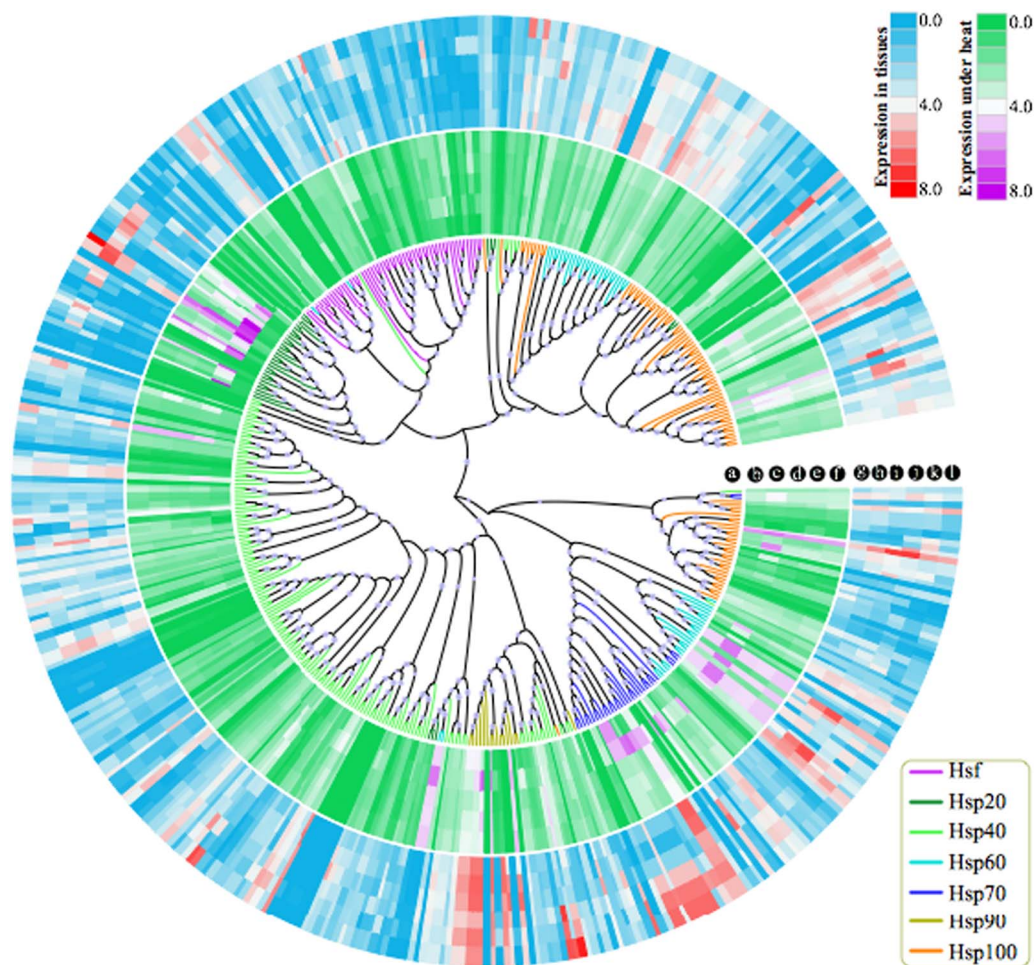 Expression in tissues
0.0
4.0
8.0
Expression under heat
0.0
4.0
8.0
a b c d e f g h i j k l
Hsf
Hsp20
Hsp40
Hsp60
Hsp70
Hsp90
Hsp100